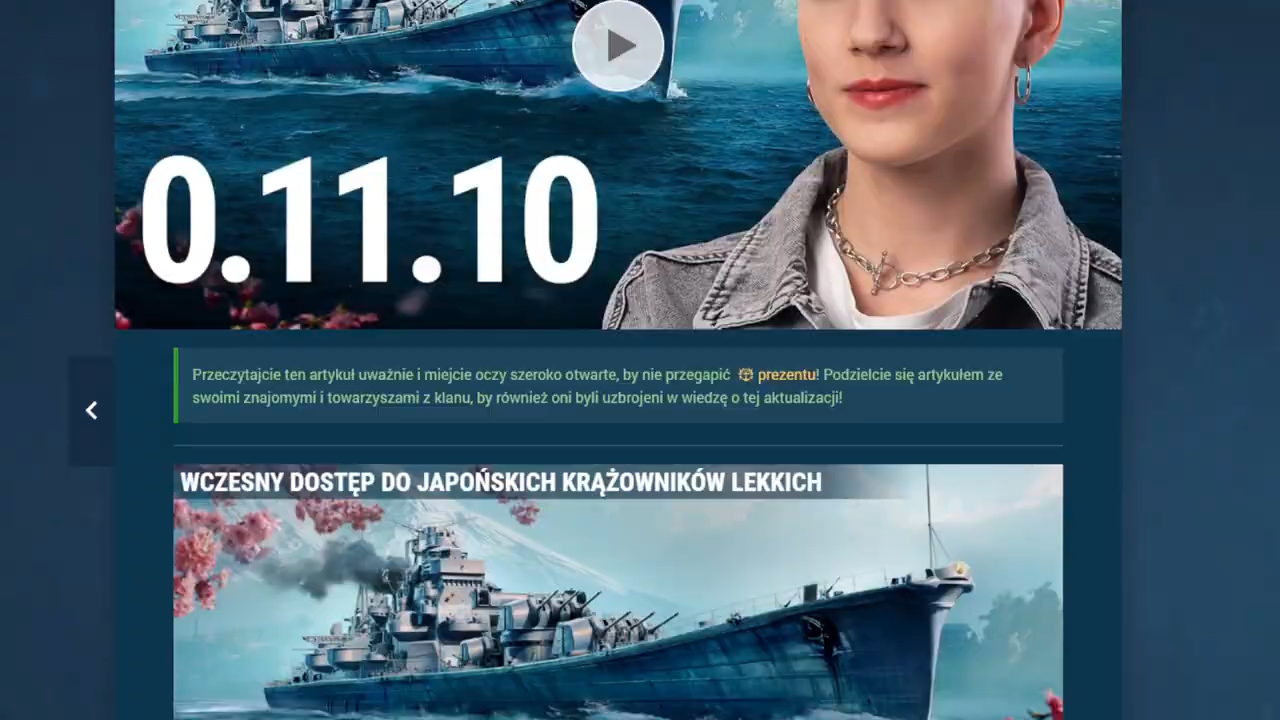 0.11.10
Przeczytajcie ten artykuł uważnie i miejcie oczy szeroko otwarte, by nie przegapić prezentu! Podzielcie się artykułem ze
swoimi znajomymi i towarzyszami z klanu, by również oni byli uzbrojeni w wiedzę o tej aktualizacji!
WCZESNY DOSTĘP DO JAPOŃSKICH KRĄŻOWNIKÓW LEKKICH